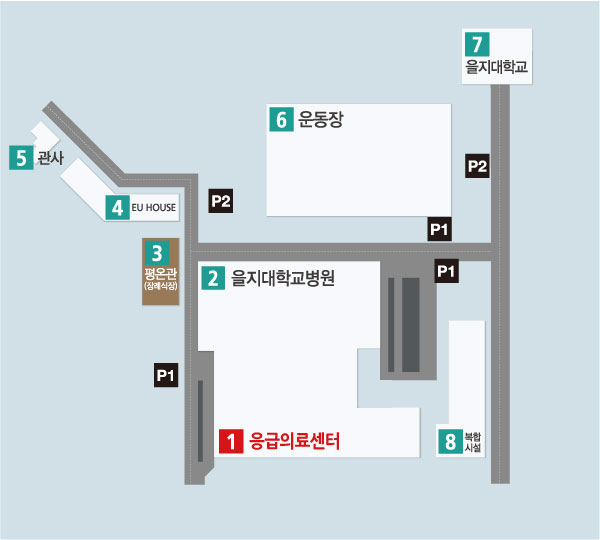 7
을지대학교
6 운동장
5 관사
P2
4 EU HOUSE
P2
P1
3
평온관
(장례식장)
2 을지대학교병원
P1
P1
1 응급의료센터
8 복합
시설